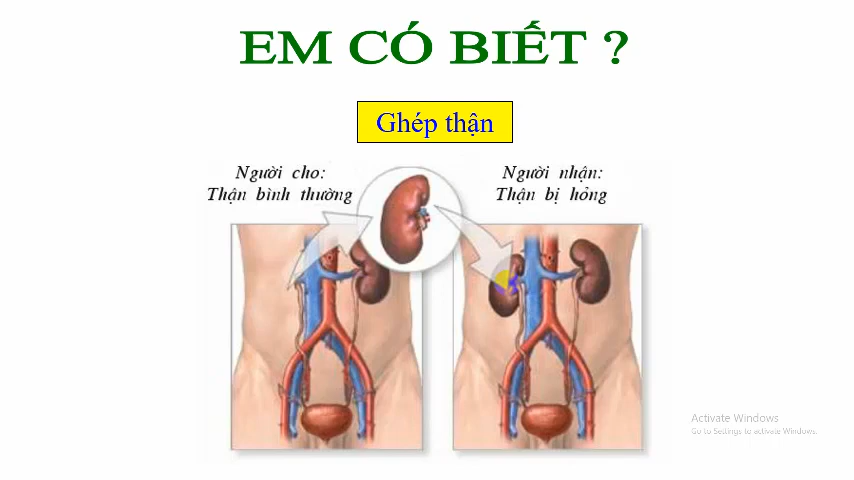 EM CÓ BIẾT ?
Ghép thận
Người cho:
Thận bình thường
Người nhận:
Thận bị hỏng
Activate Windows
Go to Settings to activate Windows.